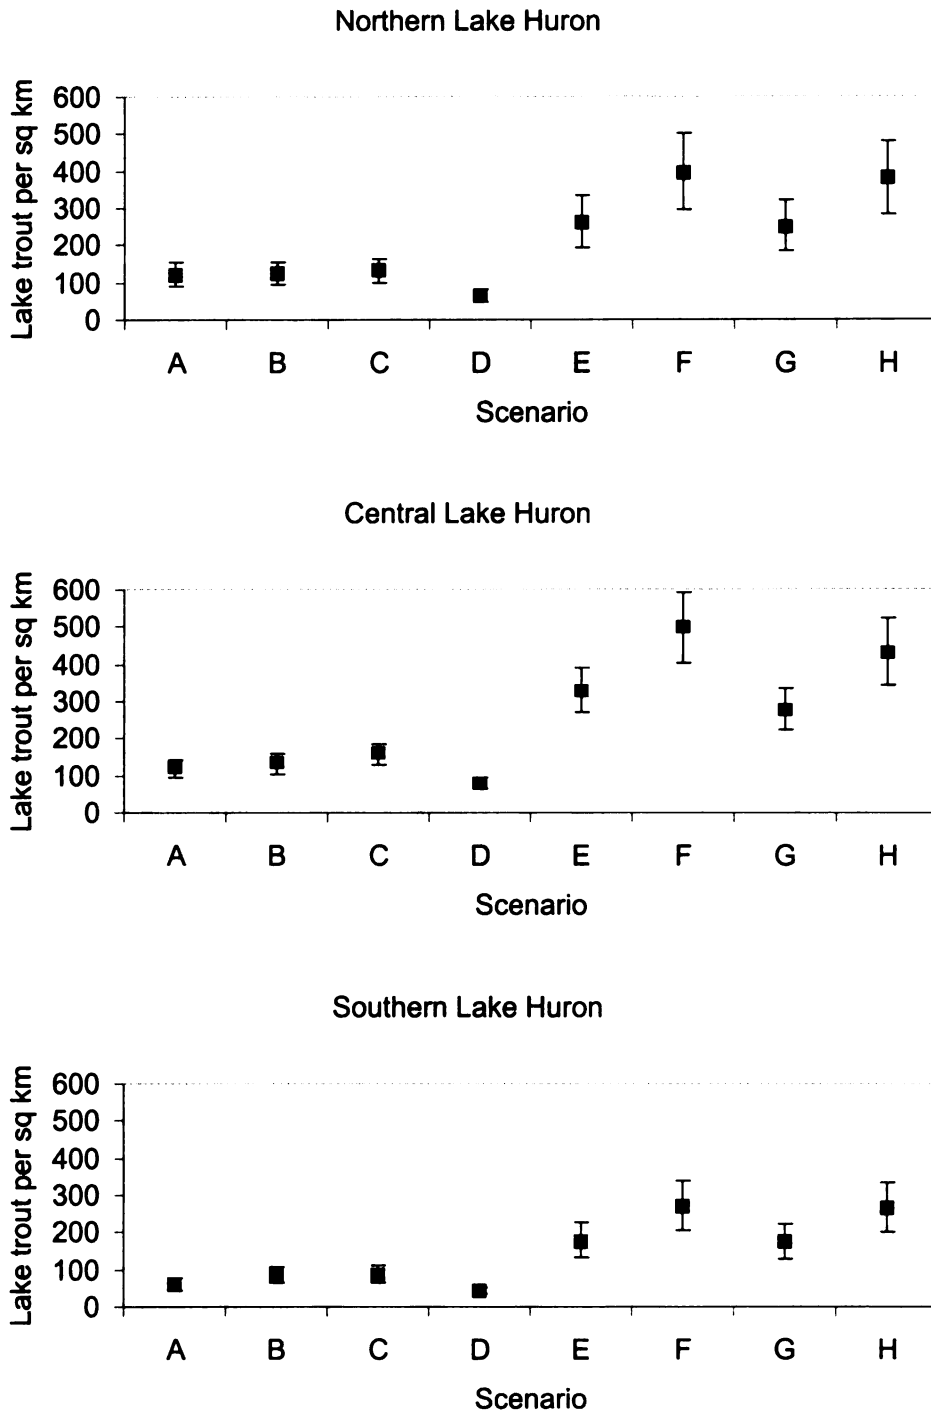 Northern Lake Huron
Lake trout per sq km
600
500
400
300
200
100
0
A B C D E F G H
Scenario
Central Lake Huron
Lake trout per sq km
600
500
400
300
200
100
0
A B C D E F G H
Scenario
Southern Lake Huron
Lake trout per sq km
600
500
400
300
200
100
0
A B C D E F G H
Scenario